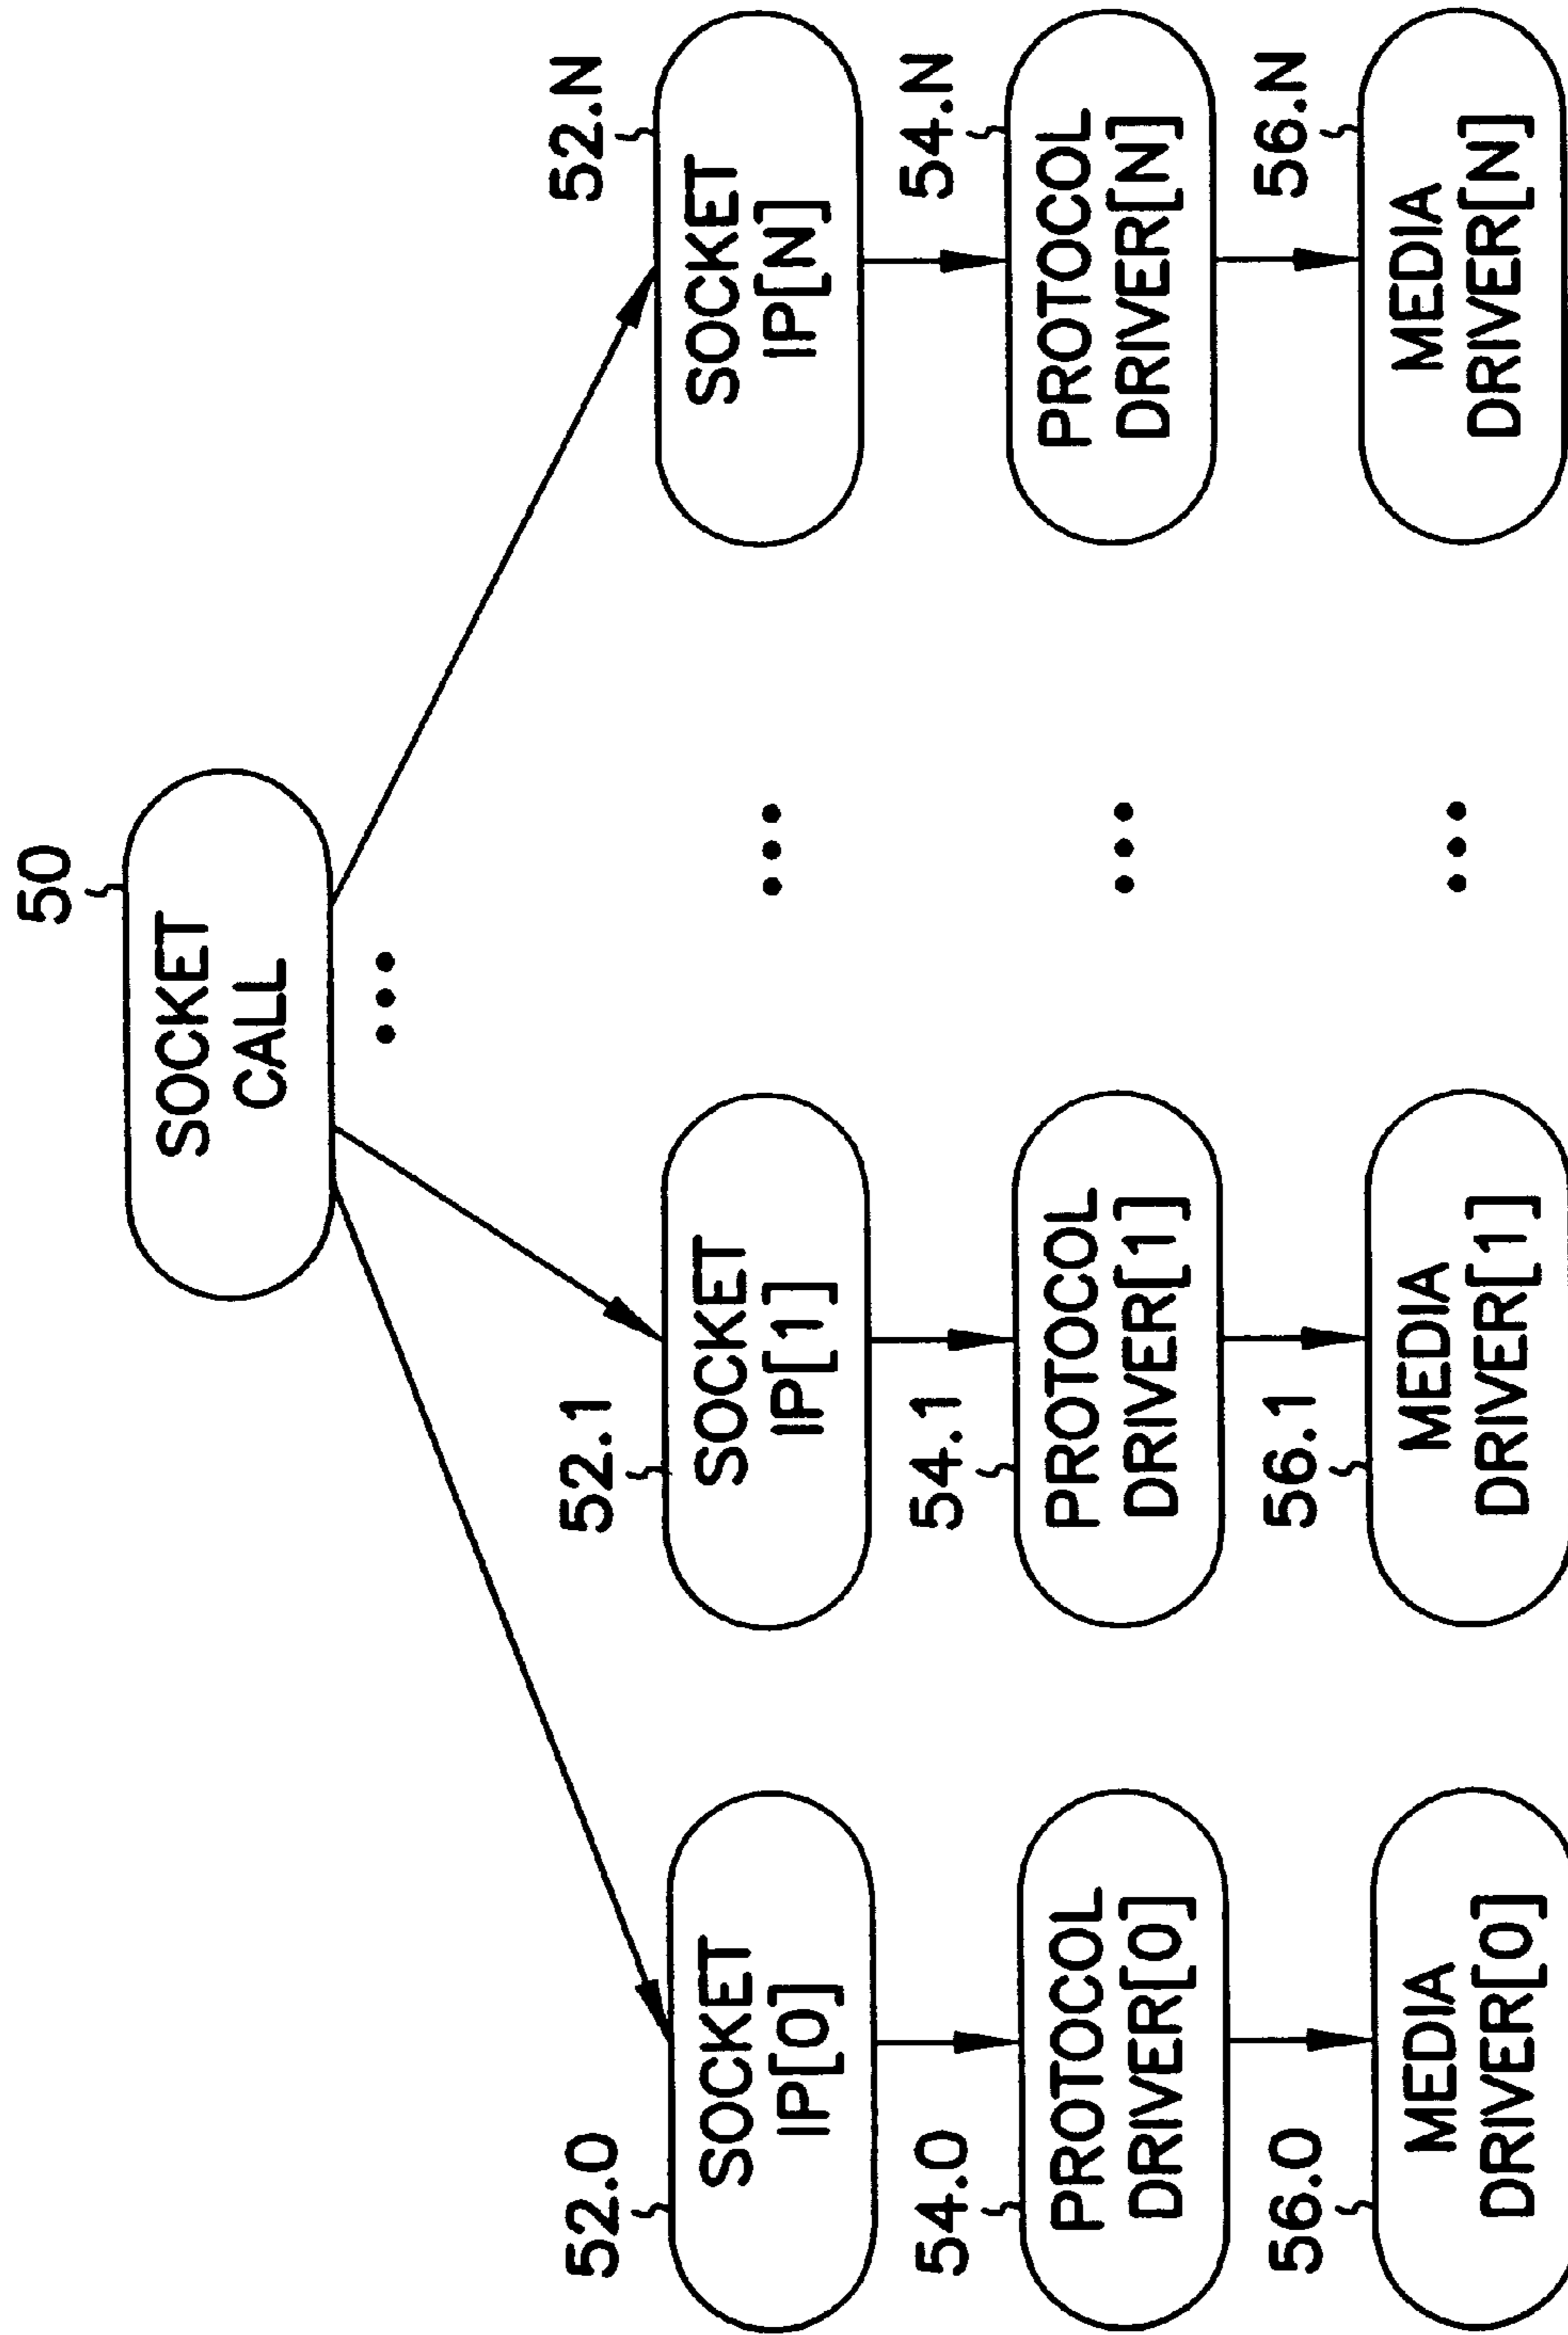 50
SOCKET
CALL
52.0
SOCKET
IP[0]
52.1
SOCKET
IP[1]
52.N
SOCKET
IP[N]
54.0
PROTOCOL
DRIVER[0]
54.1
PROTOCOL
DRIVER[1]
54.N
PROTOCOL
DRIVER[N]
56.0
MEDIA
DRIVER[0]
56.1
MEDIA
DRIVER[1]
56.N
MEDIA
DRIVER[N]